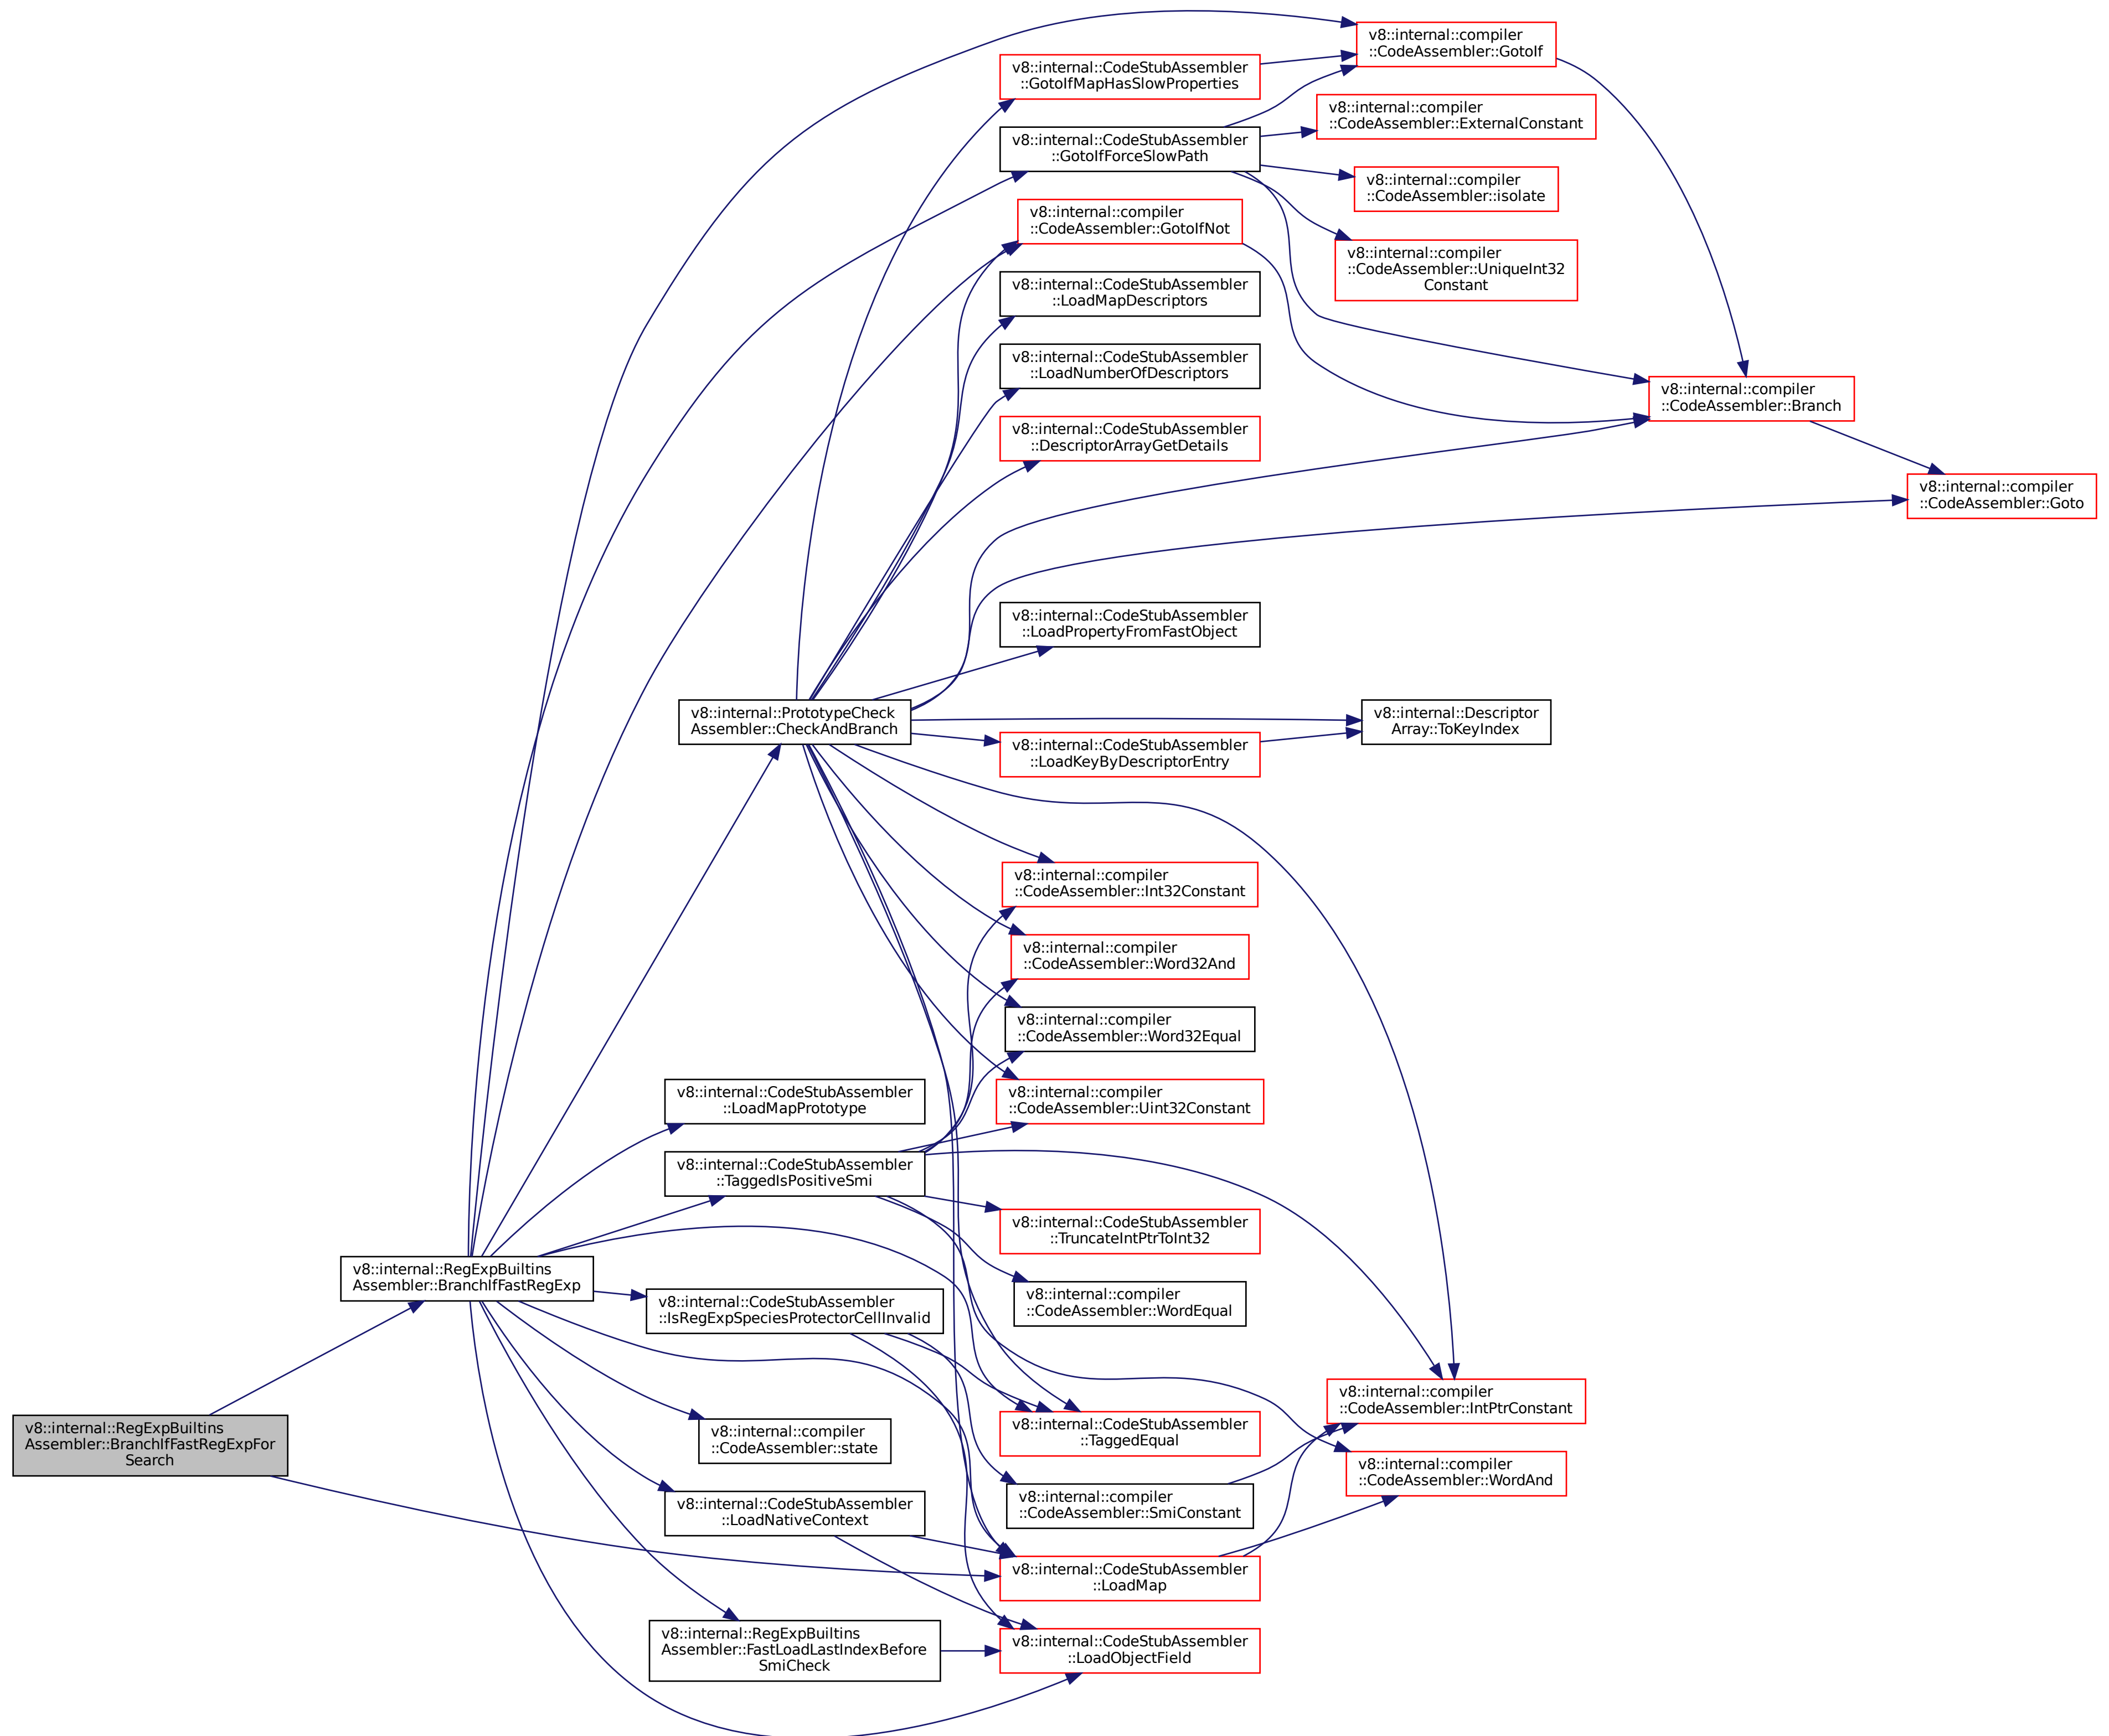 v8::internal::compiler
::CodeAssembler::GotoIf
v8::internal::CodeStubAssembler
::GotoIfMapHasSlowProperties
v8::internal::compiler
::CodeAssembler::ExternalConstant
v8::internal::CodeStubAssembler
::GotoIfForceSlowPath
v8::internal::compiler
::CodeAssembler::isolate
v8::internal::compiler
::CodeAssembler::GotoIfNot
v8::internal::compiler
::CodeAssembler::UniqueInt32
Constant
v8::internal::CodeStubAssembler
::LoadMapDescriptors
v8::internal::CodeStubAssembler
::LoadNumberOfDescriptors
v8::internal::compiler
::CodeAssembler::Branch
v8::internal::CodeStubAssembler
::DescriptorArrayGetDetails
v8::internal::compiler
::CodeAssembler::Goto
v8::internal::CodeStubAssembler
::LoadPropertyFromFastObject
v8::internal::PrototypeCheck
Assembler::CheckAndBranch
v8::internal::Descriptor
Array::ToKeyIndex
v8::internal::CodeStubAssembler
::LoadKeyByDescriptorEntry
v8::internal::compiler
::CodeAssembler::Int32Constant
v8::internal::compiler
::CodeAssembler::Word32And
v8::internal::compiler
::CodeAssembler::Word32Equal
v8::internal::CodeStubAssembler
::LoadMapPrototype
v8::internal::compiler
::CodeAssembler::Uint32Constant
v8::internal::CodeStubAssembler
::TaggedIsPositiveSmi
v8::internal::CodeStubAssembler
::TruncateIntPtrToInt32
v8::internal::RegExpBuiltins
Assembler::BranchIfFastRegExp
v8::internal::CodeStubAssembler
::IsRegExpSpeciesProtectorCellInvalid
v8::internal::compiler
::CodeAssembler::WordEqual
v8::internal::compiler
::CodeAssembler::IntPtrConstant
v8::internal::RegExpBuiltins
Assembler::BranchIfFastRegExpFor
Search
v8::internal::compiler
::CodeAssembler::state
v8::internal::CodeStubAssembler
::TaggedEqual
v8::internal::compiler
::CodeAssembler::WordAnd
v8::internal::CodeStubAssembler
::LoadNativeContext
v8::internal::compiler
::CodeAssembler::SmiConstant
v8::internal::CodeStubAssembler
::LoadMap
v8::internal::RegExpBuiltins
Assembler::FastLoadLastIndexBefore
SmiCheck
v8::internal::CodeStubAssembler
::LoadObjectField